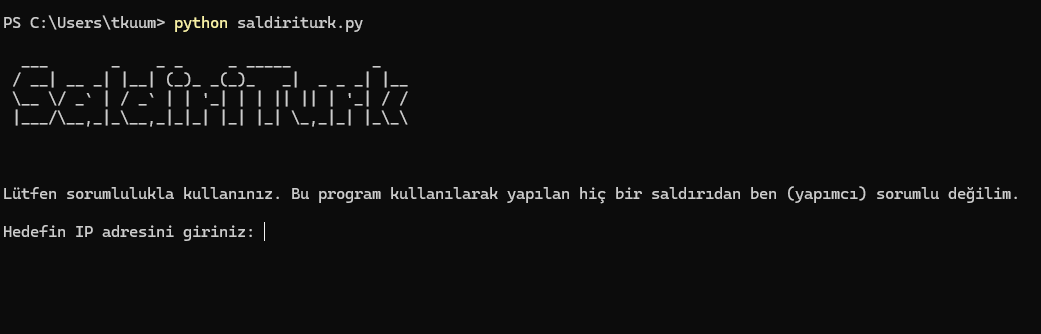 PS C:\Users\tkuum> python saldiriturk.py
SaldiriTurk
Lütfen sorumlulukla kullanınız. Bu program kullanılarak yapılan hiç bir saldırıdan ben (yapımcı) sorumlu değilim.
Hedefin IP adresini giriniz: